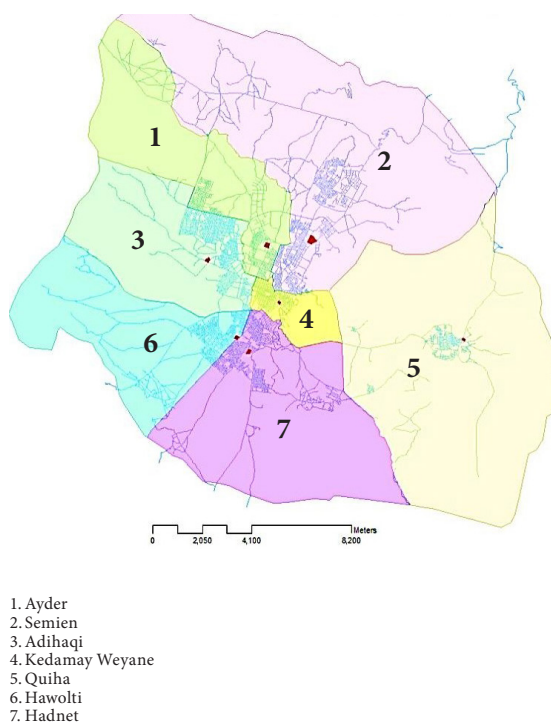 1
2
3
4
5
6
7
Meters
0 2,050 4,100 8,200
1. Ayder
2. Semien
3. Adihaqi
4. Kedamay Weyane
5. Quiha
6. Hawolti
7. Hadnet